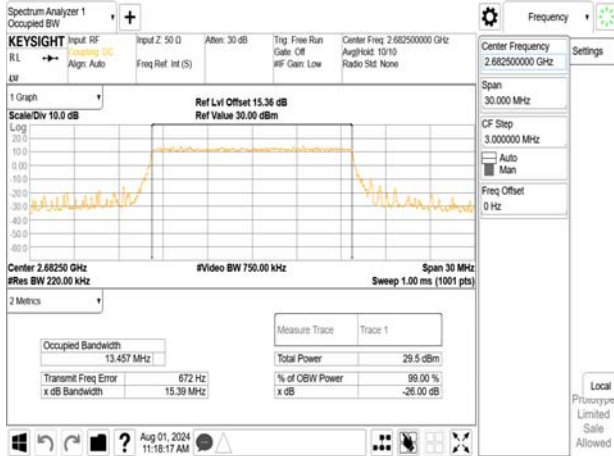 Spectrum Analyzer 1
Occupied BW
+
Frequency
KEYSIGHT
RL
Input: RF
Coupling: DC
Align: Auto
Input Z: 50 Ω
Freq Ref: Int (S)
Atten: 30 dB
Trig: Free Run
Gate: Off
#IF Gain: Low
Center Freq: 2.682500000 GHz
Avg|Hold: 10/10
Radio Std: None
Center Frequency
2.682500000 GHz
Settings
Span
30.000 MHz
CF Step
3.000000 MHz
Auto
Man
Freq Offset
0 Hz
1 Graph
Scale/Div 10.0 dB
Ref Lvl Offset 15.36 dB
Ref Value 30.00 dBm
Log
20.0
10.0
0.00
-10.0
-20.0
-30.0
-40.0
-50.0
-60.0
Center 2.68250 GHz
#Res BW 220.00 kHz
#Video BW 750.00 kHz
Span 30 MHz
Sweep 1.00 ms (1001 pts)
2 Metrics
Measure Trace Trace 1
Occupied Bandwidth
13.457 MHz
Total Power 29.5 dBm
Transmit Freq Error 672 Hz
% of OBW Power 99.00 %
x dB Bandwidth 15.39 MHz
x dB -26.00 dB
Local
Prototype
Limited
Sale
Allowed
?
Aug 01, 2024
11:18:17 AM